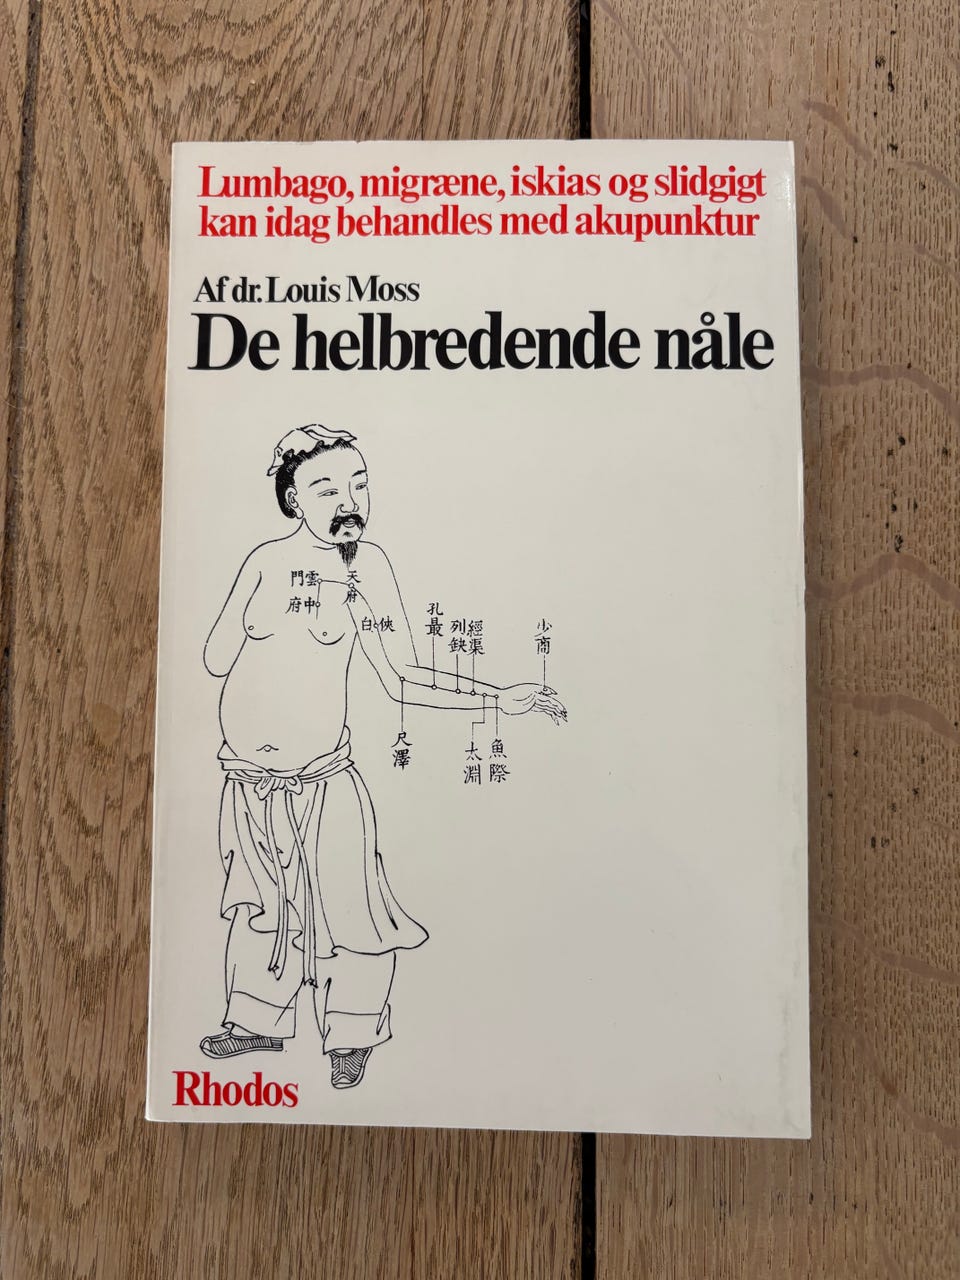 Lumbago, migræne, iskias og slidgigt
kan idag behandles med akupunktur
Af dr. Louis Moss
De helbredende nåle
門雲
天府
府中
白俠
孔最
列缺
經渠
少商
尺澤
太淵
魚際
Rhodos